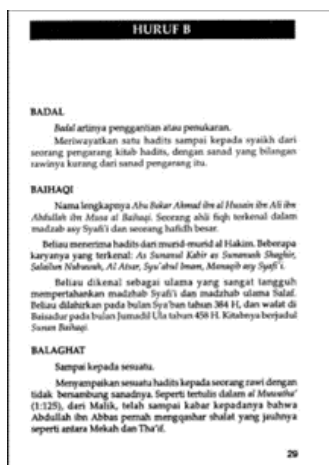 HURUF B
BADAL
Badal artinya penggantian atau penukaran.
Meriwayatkan satu hadits sampai kepada syaikh dari
seorang pengarang kitab hadits, dengan sanad yang bilangan
rawinya kurang dari sanad pengarang itu.
BAIHAQI
Nama lengkapnya Abu Bakar Ahmad ibn al Husain ibn Ali ibn
Abdullah ibn Musa al Baihaqi. Seorang ahli fiqh terkenal dalam
madzab asy Syafi'i dan seorang hafidh besar.
Beliau menerima hadits dari murid-murid al Hakim. Beberapa
karyanya yang terkenal: As Sunanul Kabir as Sunanush Shaghir,
Salailun Nubuwah, Al Atsar, Syu'abul Imam, Manaqib asy Syafi'i.
Beliau dikenal sebagai ulama yang sangat tangguh
mempertahankan madzhab Syafi'i dan madzhab ulama Salaf.
Beliau dilahirkan pada bulan Sya'ban tahun 384 H, dan wafat di
Baisadur pada bulan Jumadil Ula tahun 458 H. Kitabnya berjudul
Sunan Baihaqi.
BALAGHAT
Sampai kepada sesuatu.
Menyampaikan sesuatu hadits kepada seorang rawi dengan
tidak bersambung sanadnya. Seperti tertulis dalam al Muwatha'
(1:125), dari Malik, telah sampai kabar kepadanya bahwa
Abdullah ibn Abbas pernah mengqashar shalat yang jauhnya
seperti antara Mekah dan Tha'if.
29